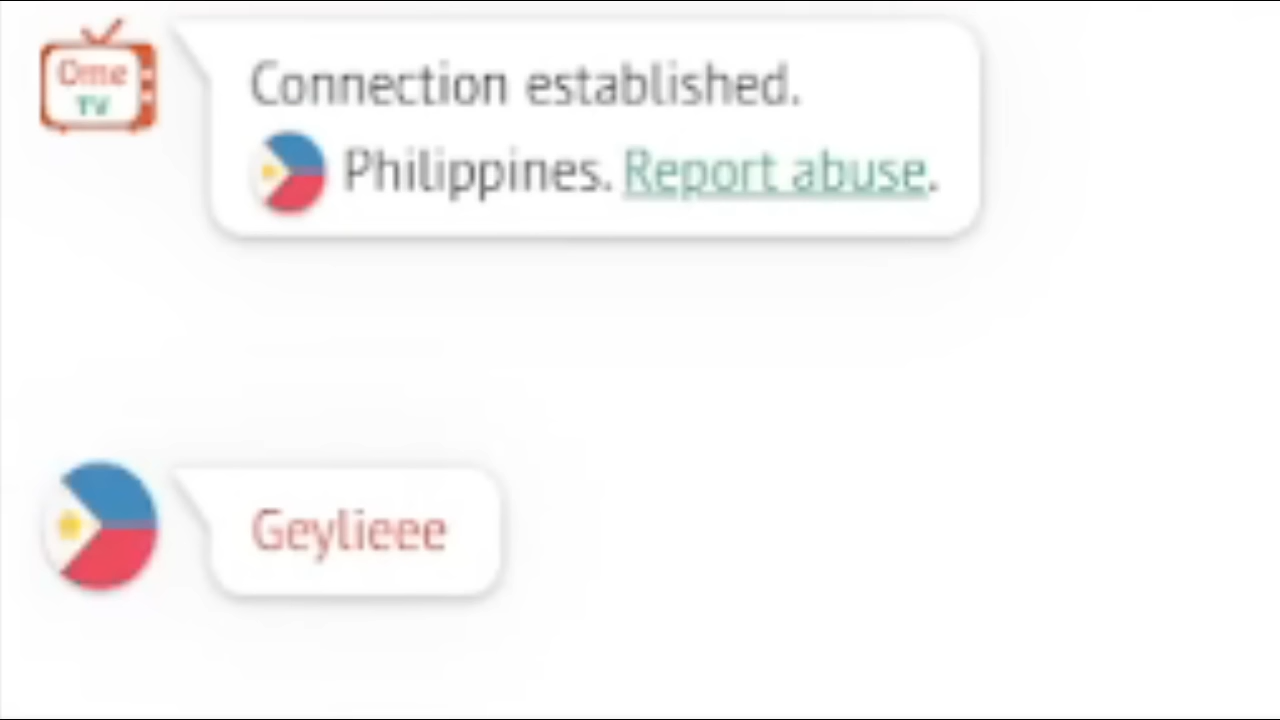 Ome
TV
Connection established.
Philippines. Report abuse.
Geylieee